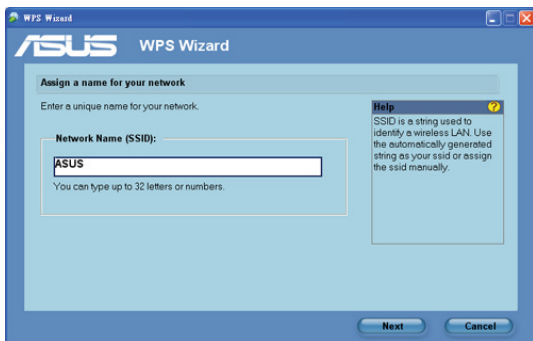 WPS Wizard
ASUS WPS Wizard
Assign a name for your network
Enter a unique name for your network.
Network Name (SSID):
ASUS
You can type up to 32 letters or numbers.
Help
SSID is a string used to
identify a wireless LAN. Use
the automatically generated
string as your ssid or assign
the ssid manually.
Next Cancel